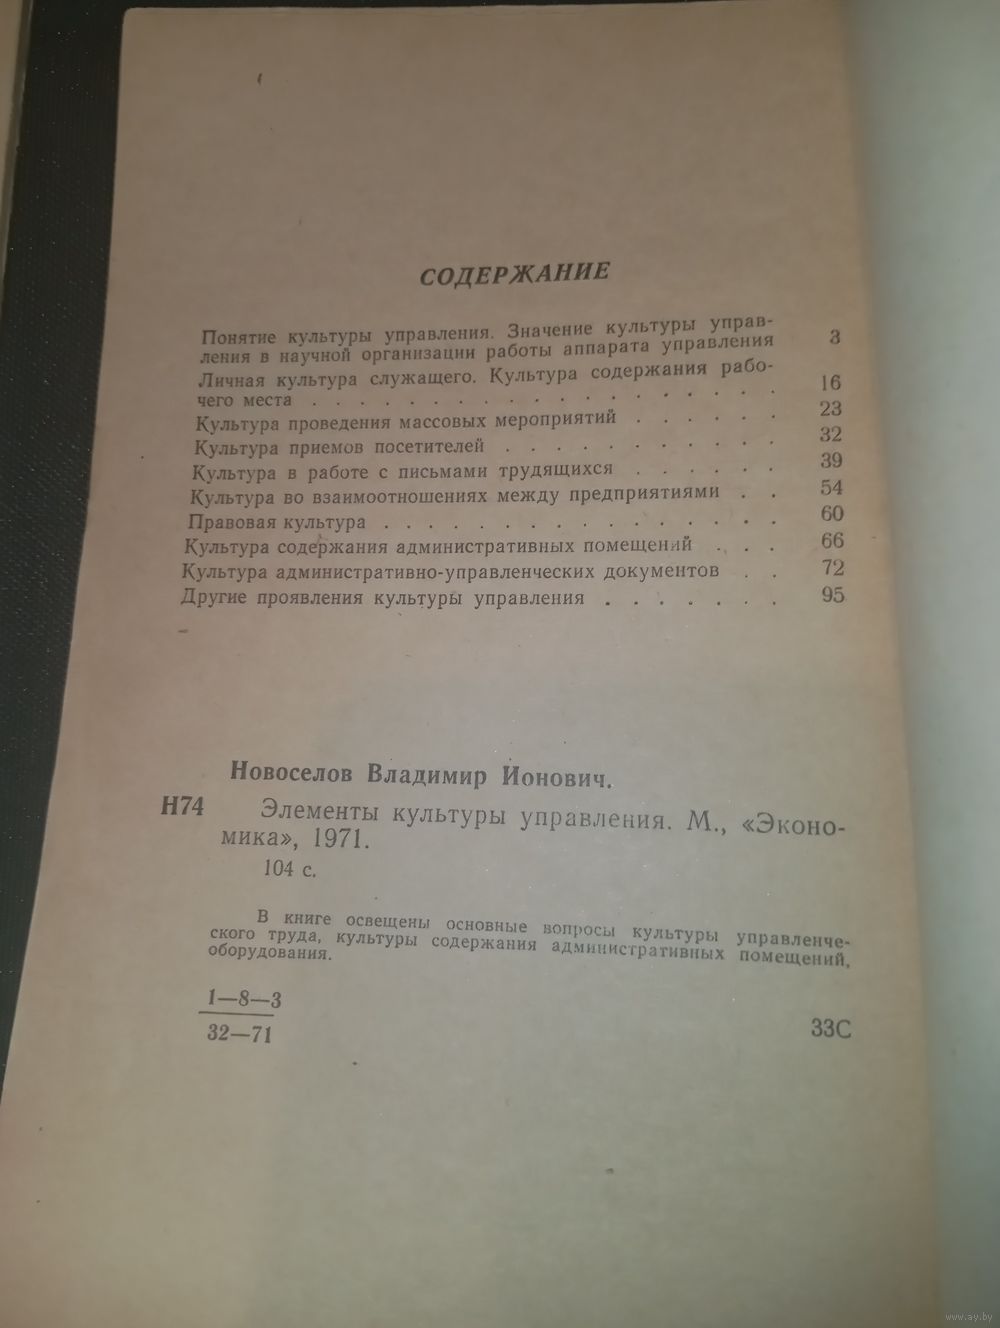 СОДЕРЖАНИЕ
Понятие культуры управления. Значение культуры управ-
ления в научной организации работы аппарата управления 3
Личная культура служащего. Культура содержания рабо-
чего места . . . . . . . . . . . . . . . . . . 16
Культура проведения массовых мероприятий . . . . . . 23
Культура приемов посетителей . . . . . . . . . . . 32
Культура в работе с письмами трудящихся . . . . . . 39
Культура во взаимоотношениях между предприятиями . . 54
Правовая культура . . . . . . . . . . . . . . . . 60
Культура содержания административных помещений . . . 66
Культура административно-управленческих документов . . 72
Другие проявления культуры управления . . . . . . . 95
Новоселов Владимир Ионович.
Н74 Элементы культуры управления. М., «Эконо-
мика», 1971.
104 с.
В книге освещены основные вопросы культуры управленче-
ского труда, культуры содержания административных помещений,
оборудования.
1—8—3
32—71 33С
www.ay.by